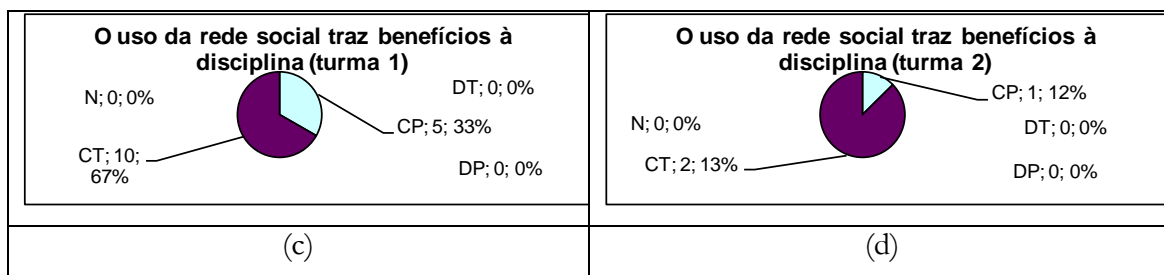 O uso da rede social traz benefícios à
disciplina (turma 1)
N; 0; 0%
DT; 0; 0%
CP; 5; 33%
CT; 10;
67%
DP; 0; 0%
(c)
O uso da rede social traz benefícios à
disciplina (turma 2)
CP; 1; 12%
N; 0; 0%
DT; 0; 0%
CT; 2; 13%
DP; 0; 0%
(d)